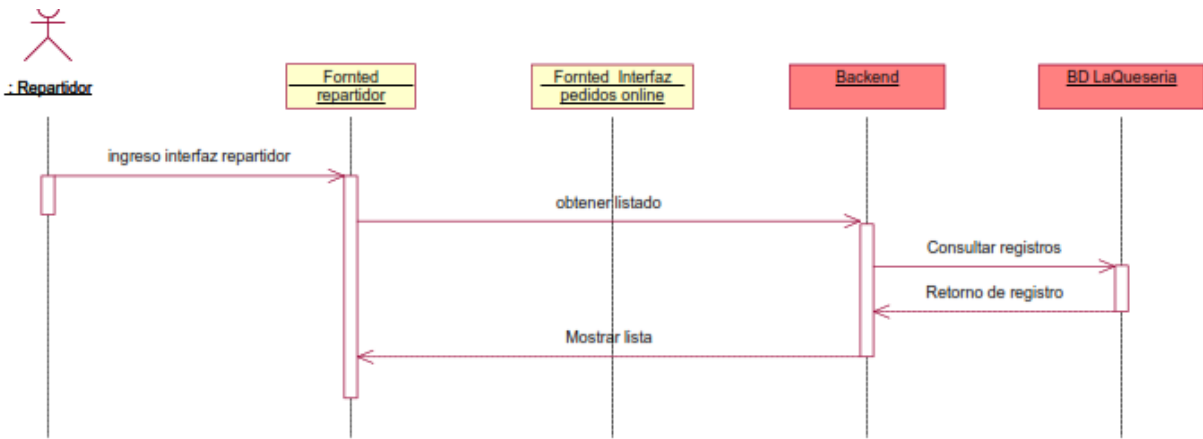 : Repartidor
Fornted
repartidor
Fornted Interfaz
pedidos online
Backend
BD LaQueseria
ingreso interfaz repartidor
obtener listado
Consultar registros
Retorno de registro
Mostrar lista